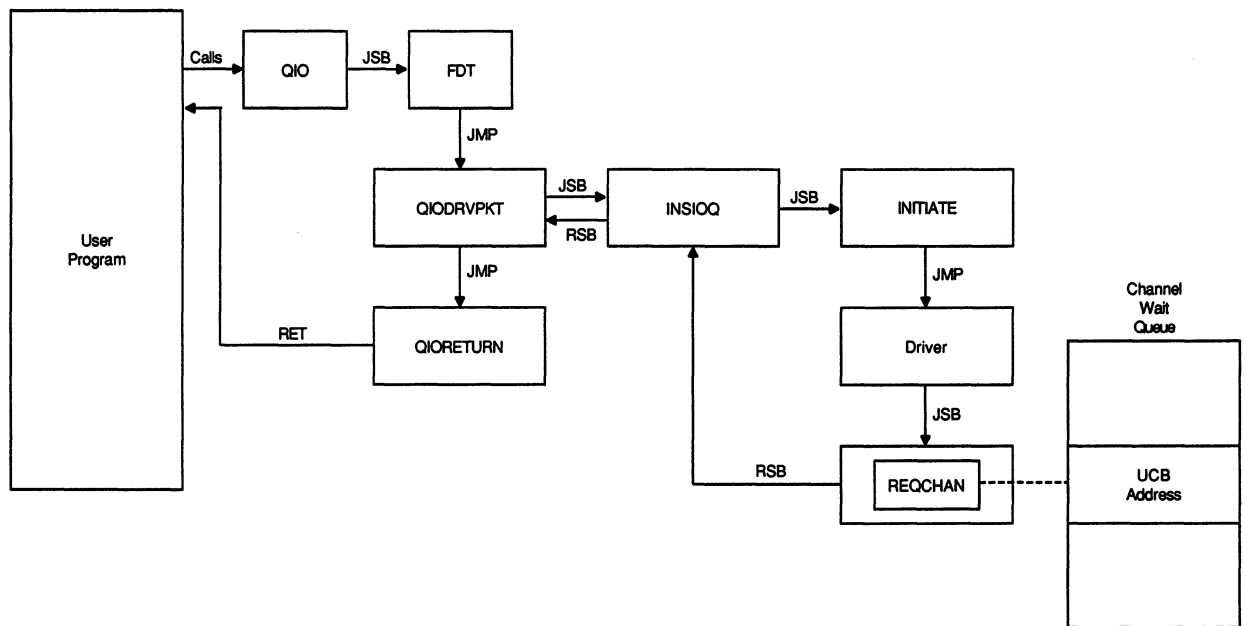 Calls
QIO
JSB
FDT
JMP
QIODRVPKT
JSB
RSB
INSIOQ
JSB
INITIATE
User
Program
JMP
JMP
Channel
Wait
Queue
RET
QIORETURN
Driver
JSB
RSB
REQCHAN
UCB
Address